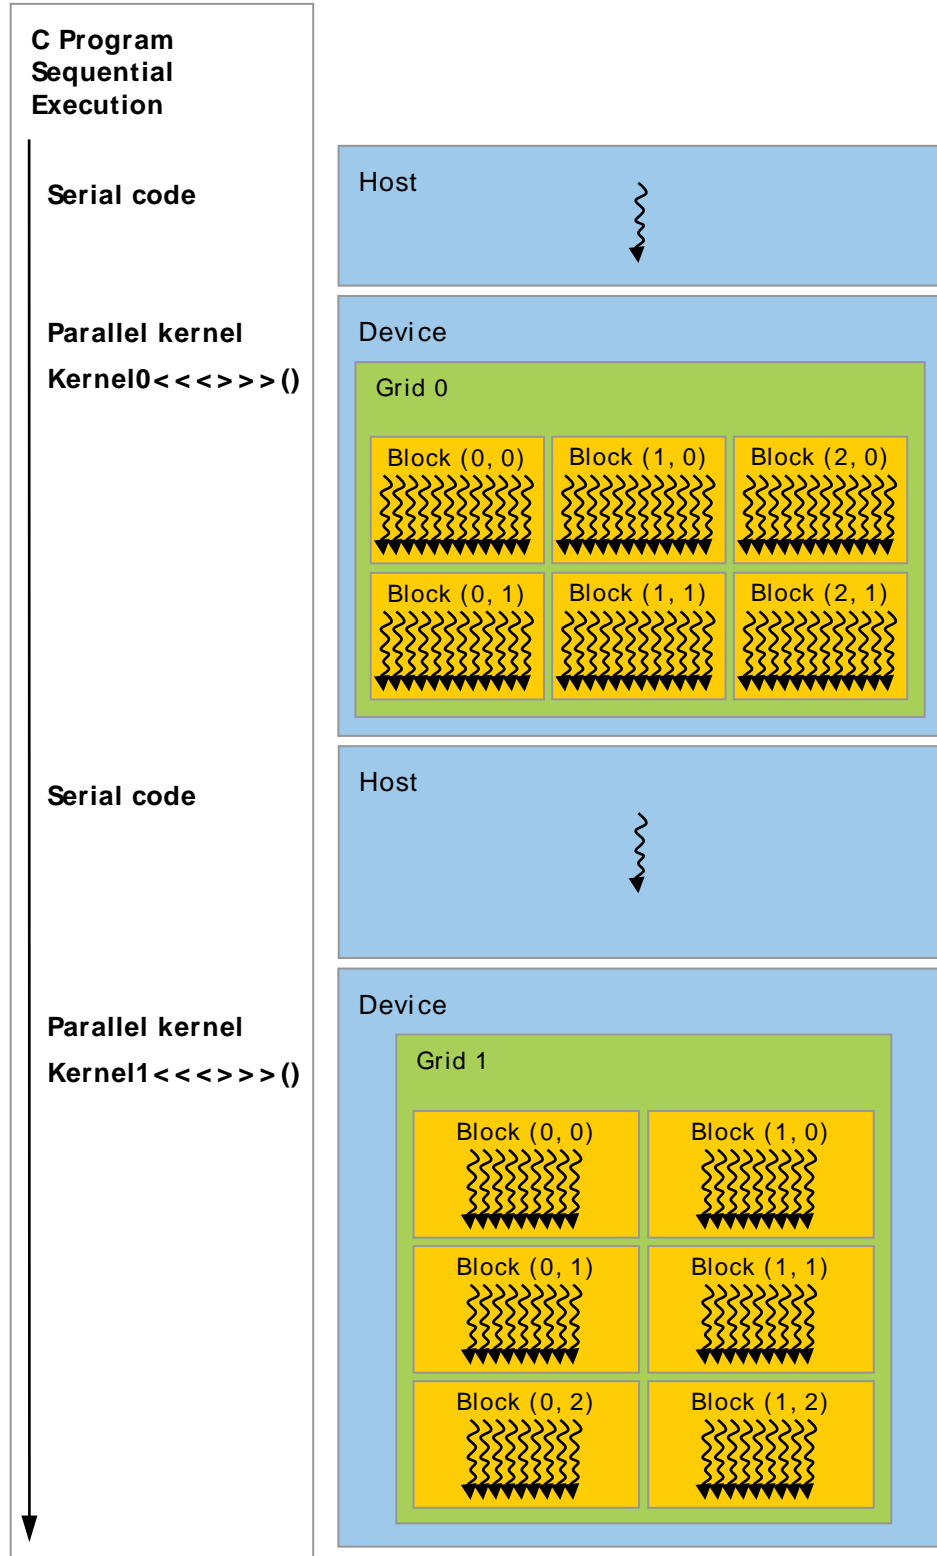 C Program
Sequential
Execution
Serial code
Host
Parallel kernel
Kernel0<<<>>>()
Device
Grid 0
Block (0, 0)
Block (1, 0)
Block (2, 0)
Block (0, 1)
Block (1, 1)
Block (2, 1)
Serial code
Host
Parallel kernel
Kernel1<<<>>>()
Device
Grid 1
Block (0, 0)
Block (1, 0)
Block (0, 1)
Block (1, 1)
Block (0, 2)
Block (1, 2)